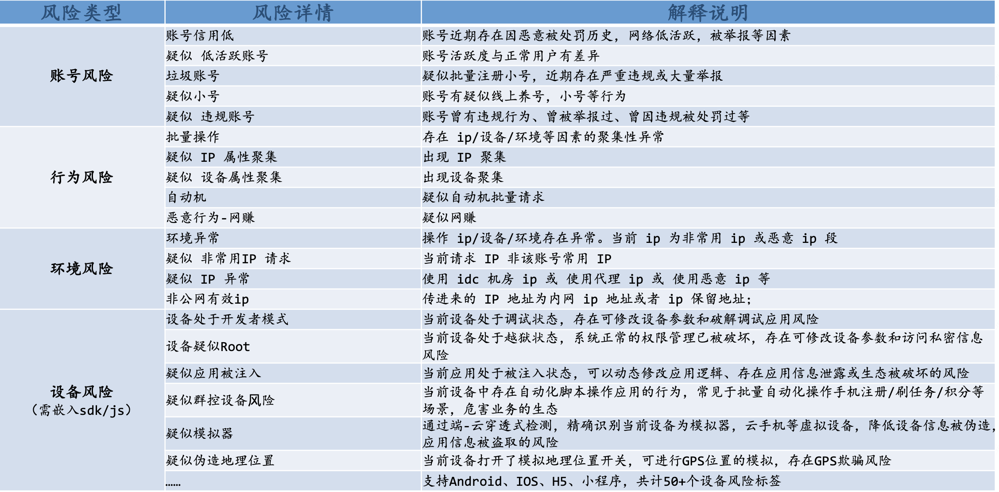 风险类型 风险详情 解释说明
账号风险
账号信用低 账号近期存在因恶意被处罚历史，网络低活跃，被举报等因素
疑似 低活跃账号 账号活跃度与正常用户有差异
垃圾账号 疑似批量注册小号，近期存在严重违规或大量举报
疑似小号 账号有疑似线上养号，小号等行为
疑似 违规账号 账号曾有违规行为、曾被举报过、曾因违规被处罚过等
行为风险
批量操作 存在 ip/设备/环境等因素的聚集性异常
疑似 IP 属性聚集 出现 IP 聚集
疑似 设备属性聚集 出现设备聚集
自动机 疑似自动机批量请求
恶意行为-网赚 疑似网赚
环境风险
环境异常 操作 ip/设备/环境存在异常。当前 ip 为非常用 ip 或恶意 ip 段
疑似 非常用IP 请求 当前请求 IP 非该账号常用 IP
疑似 IP 异常 使用 idc 机房 ip 或 使用代理 ip 或 使用恶意 ip 等
非公网有效ip 传进来的 IP 地址为内网 ip 地址或者 ip 保留地址；
设备风险
（需嵌入sdk/js）
设备处于开发者模式 当前设备处于调试状态，存在可修改设备参数和破解调试应用风险
设备疑似Root 当前设备处于越狱状态，系统正常的权限管理已被破坏，存在可修改设备参数和访问私密信息
风险
疑似应用被注入 当前应用处于被注入状态，可以动态修改应用逻辑、存在应用信息泄露或生态被破坏的风险
疑似群控设备风险 当前设备中存在自动化脚本操作应用的行为，常见于批量自动化操作手机注册/刷任务/积分等
场景，危害业务的生态
疑似模拟器 通过端-云穿透式检测，精确识别当前设备为模拟器，云手机等虚拟设备，降低设备信息被伪造，
应用信息被盗取的风险
疑似伪造地理位置 当前设备打开了模拟地理位置开关，可进行GPS位置的模拟，存在GPS欺骗风险
…… 支持Android、IOS、H5、小程序，共计50+个设备风险标签